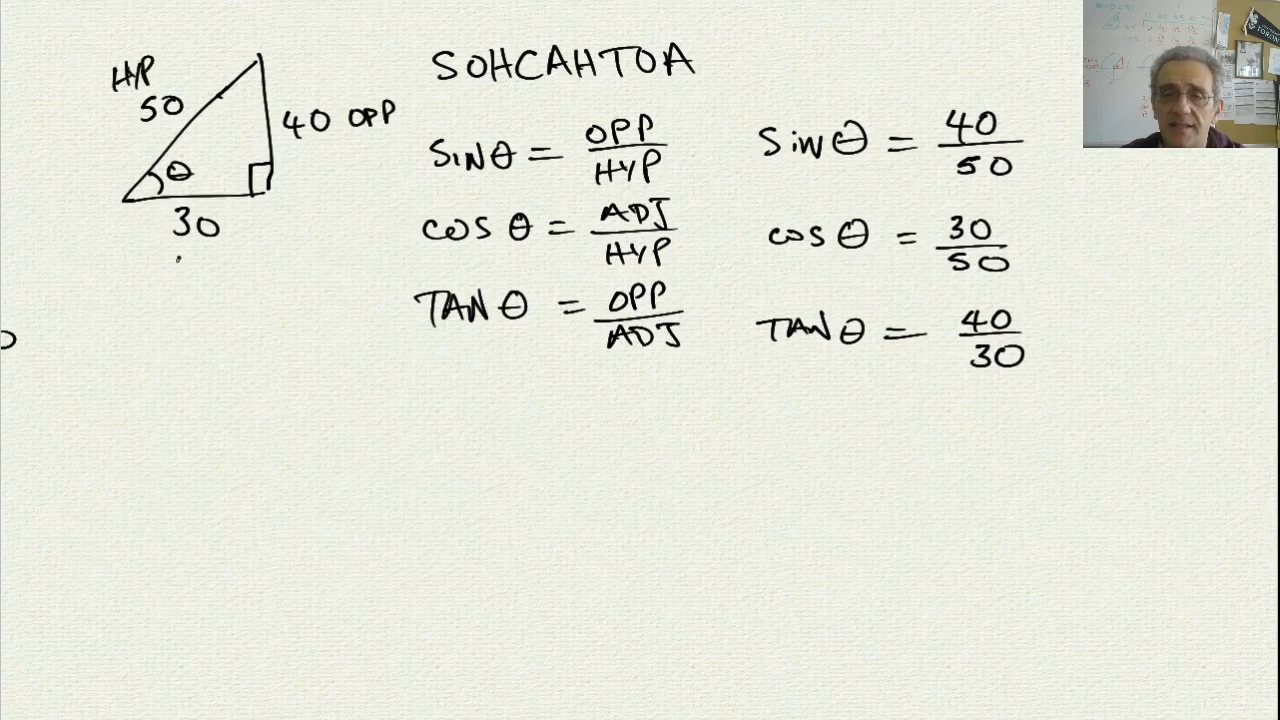 SOHCAHTOA
HYP
50
40 OPP
θ
30
SINθ = OPP/HYP
COS θ = ADJ/HYP
TAN θ = OPP/ADJ
Sin θ = 40/50
COS θ = 30/50
TAN θ = 40/30